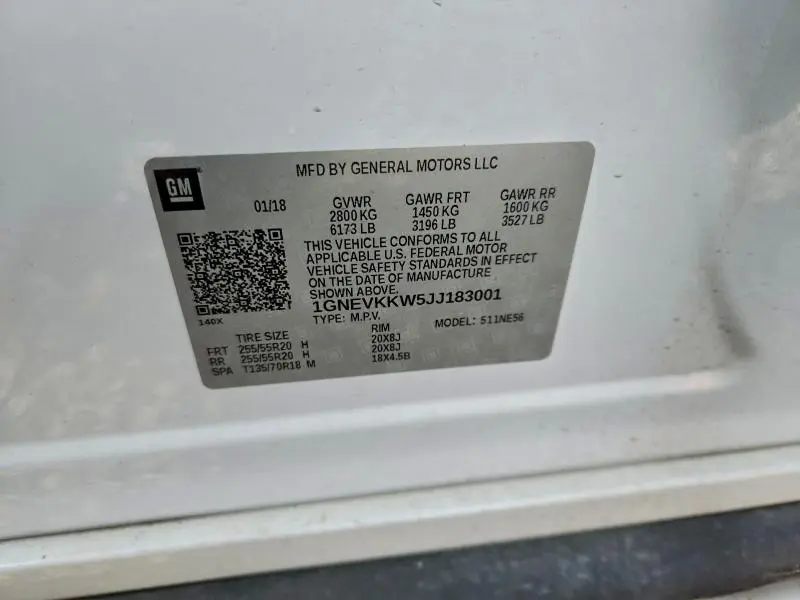 MFD BY GENERAL MOTORS LLC
GM
01/18 GVWR GAWR FRT GAWR RR
2800 KG 1450 KG 1600 KG
6173 LB 3196 LB 3527 LB
THIS VEHICLE CONFORMS TO ALL
APPLICABLE U.S. FEDERAL MOTOR
VEHICLE SAFETY STANDARDS IN EFFECT
ON THE DATE OF MANUFACTURE
SHOWN ABOVE.
1GNEVKKW5JJ183001
140X TYPE: M.P.V. MODEL: 511NE56
TIRE SIZE RIM
FRT 255/55R20 H 20X8J
RR 255/55R20 H 20X8J
SPA T135/70R18 M 18X4.5B